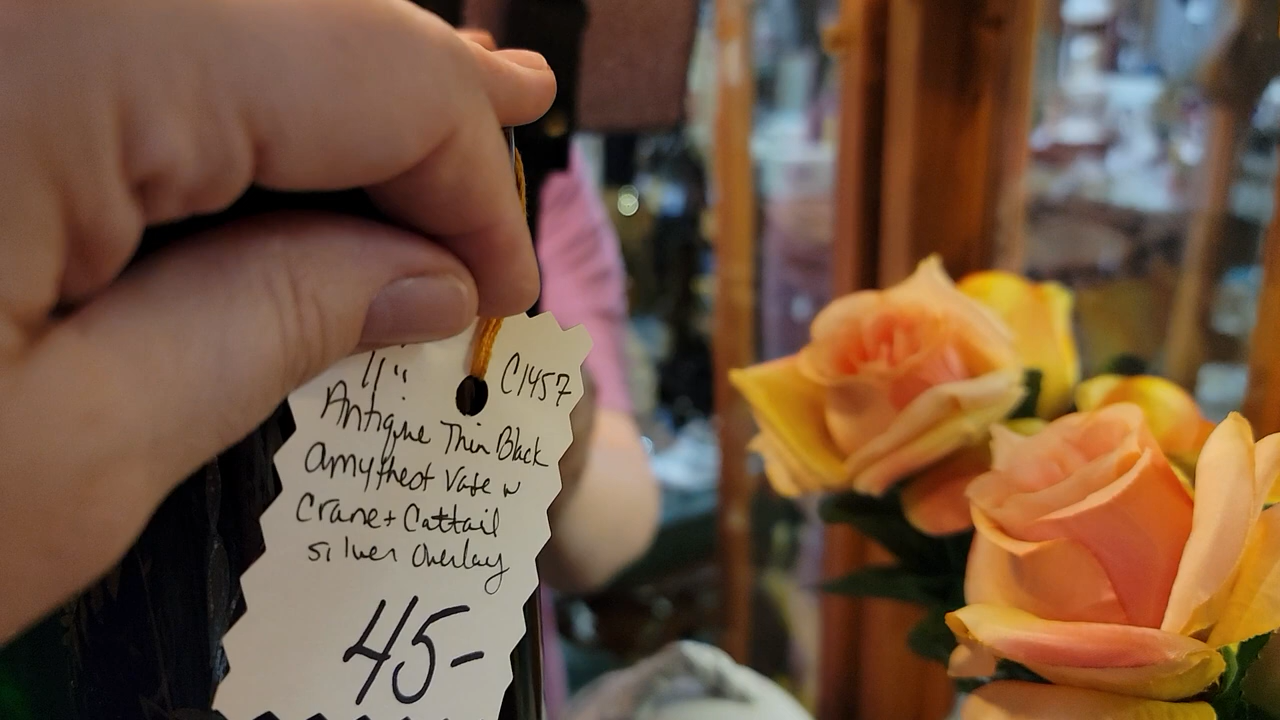 11"
C1457
Antique Thin Black
Amythest Vase w
Crane + Cattail
silver overlay
45-